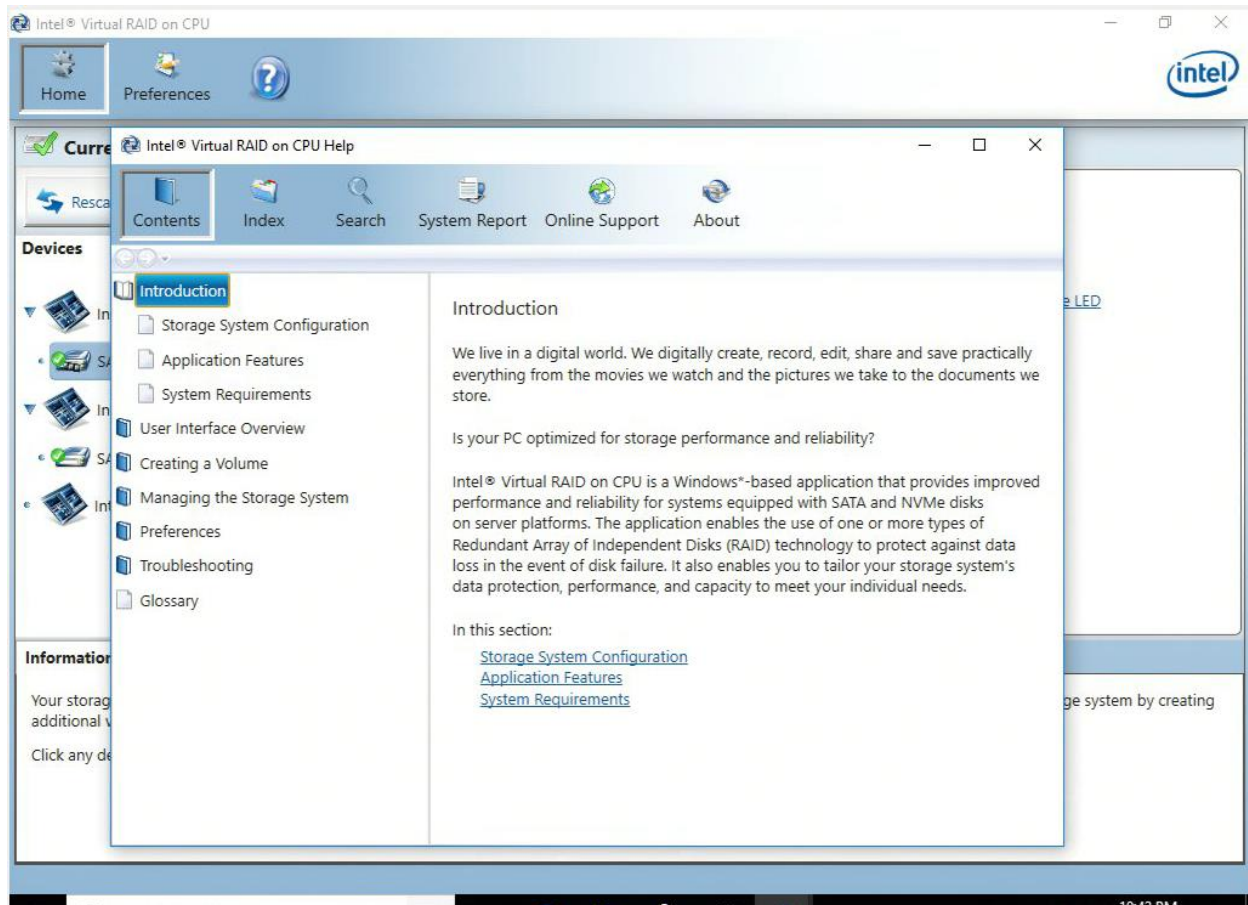 Intel® Virtual RAID on CPU
Home
Preferences
?
intel
Intel® Virtual RAID on CPU Help
Contents
Index
Search
System Report
Online Support
About
Devices
LED
Introduction
Storage System Configuration
Application Features
System Requirements
User Interface Overview
Creating a Volume
Managing the Storage System
Preferences
Troubleshooting
Glossary
Introduction
We live in a digital world. We digitally create, record, edit, share and save practically
everything from the movies we watch and the pictures we take to the documents we
store.
Is your PC optimized for storage performance and reliability?
Intel® Virtual RAID on CPU is a Windows*-based application that provides improved
performance and reliability for systems equipped with SATA and NVMe disks
on server platforms. The application enables the use of one or more types of
Redundant Array of Independent Disks (RAID) technology to protect against data
loss in the event of disk failure. It also enables you to tailor your storage system's
data protection, performance, and capacity to meet your individual needs.
In this section:
Storage System Configuration
Application Features
System Requirements
Your
system by creating
additional
Click any